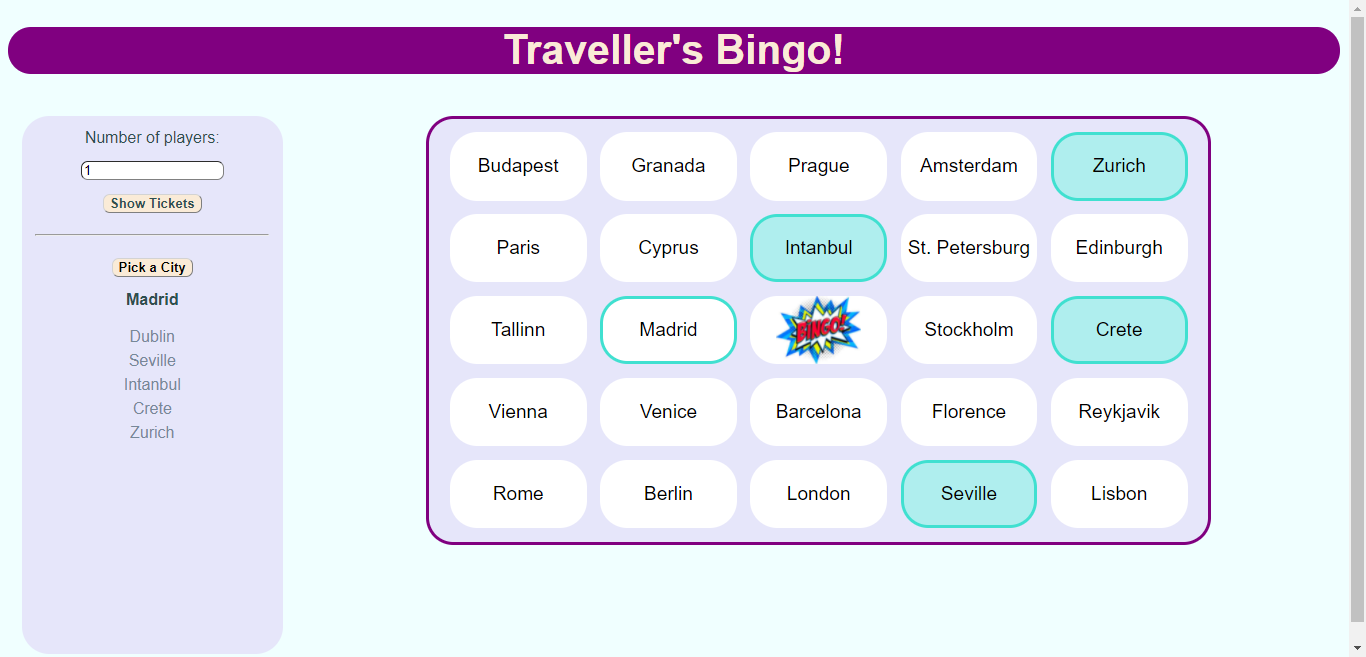 Traveller's Bingo!
Number of players:
1
Show Tickets
Pick a City
Madrid
Dublin
Seville
Intanbul
Crete
Zurich
Budapest Granada Prague Amsterdam Zurich
Paris Cyprus Intanbul St. Petersburg Edinburgh
Tallinn Madrid BINGO! Stockholm Crete
Vienna Venice Barcelona Florence Reykjavik
Rome Berlin London Seville Lisbon